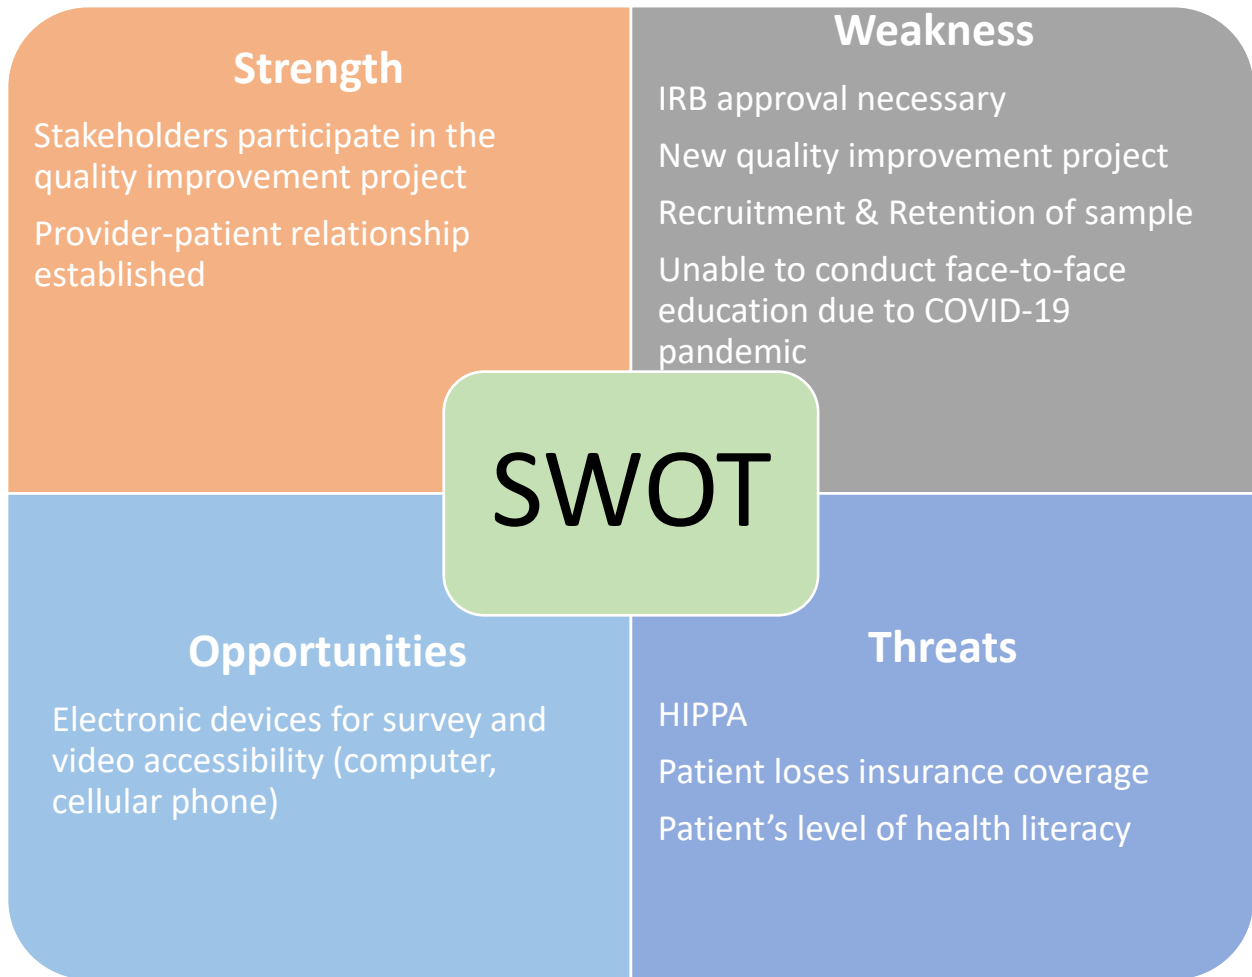 Strength
Stakeholders participate in the
quality improvement project
Provider-patient relationship
established
Weakness
IRB approval necessary
New quality improvement project
Recruitment & Retention of sample
Unable to conduct face-to-face
education due to COVID-19
pandemic
SWOT
Opportunities
Electronic devices for survey and
video accessibility (computer,
cellular phone)
Threats
HIPPA
Patient loses insurance coverage
Patient’s level of health literacy